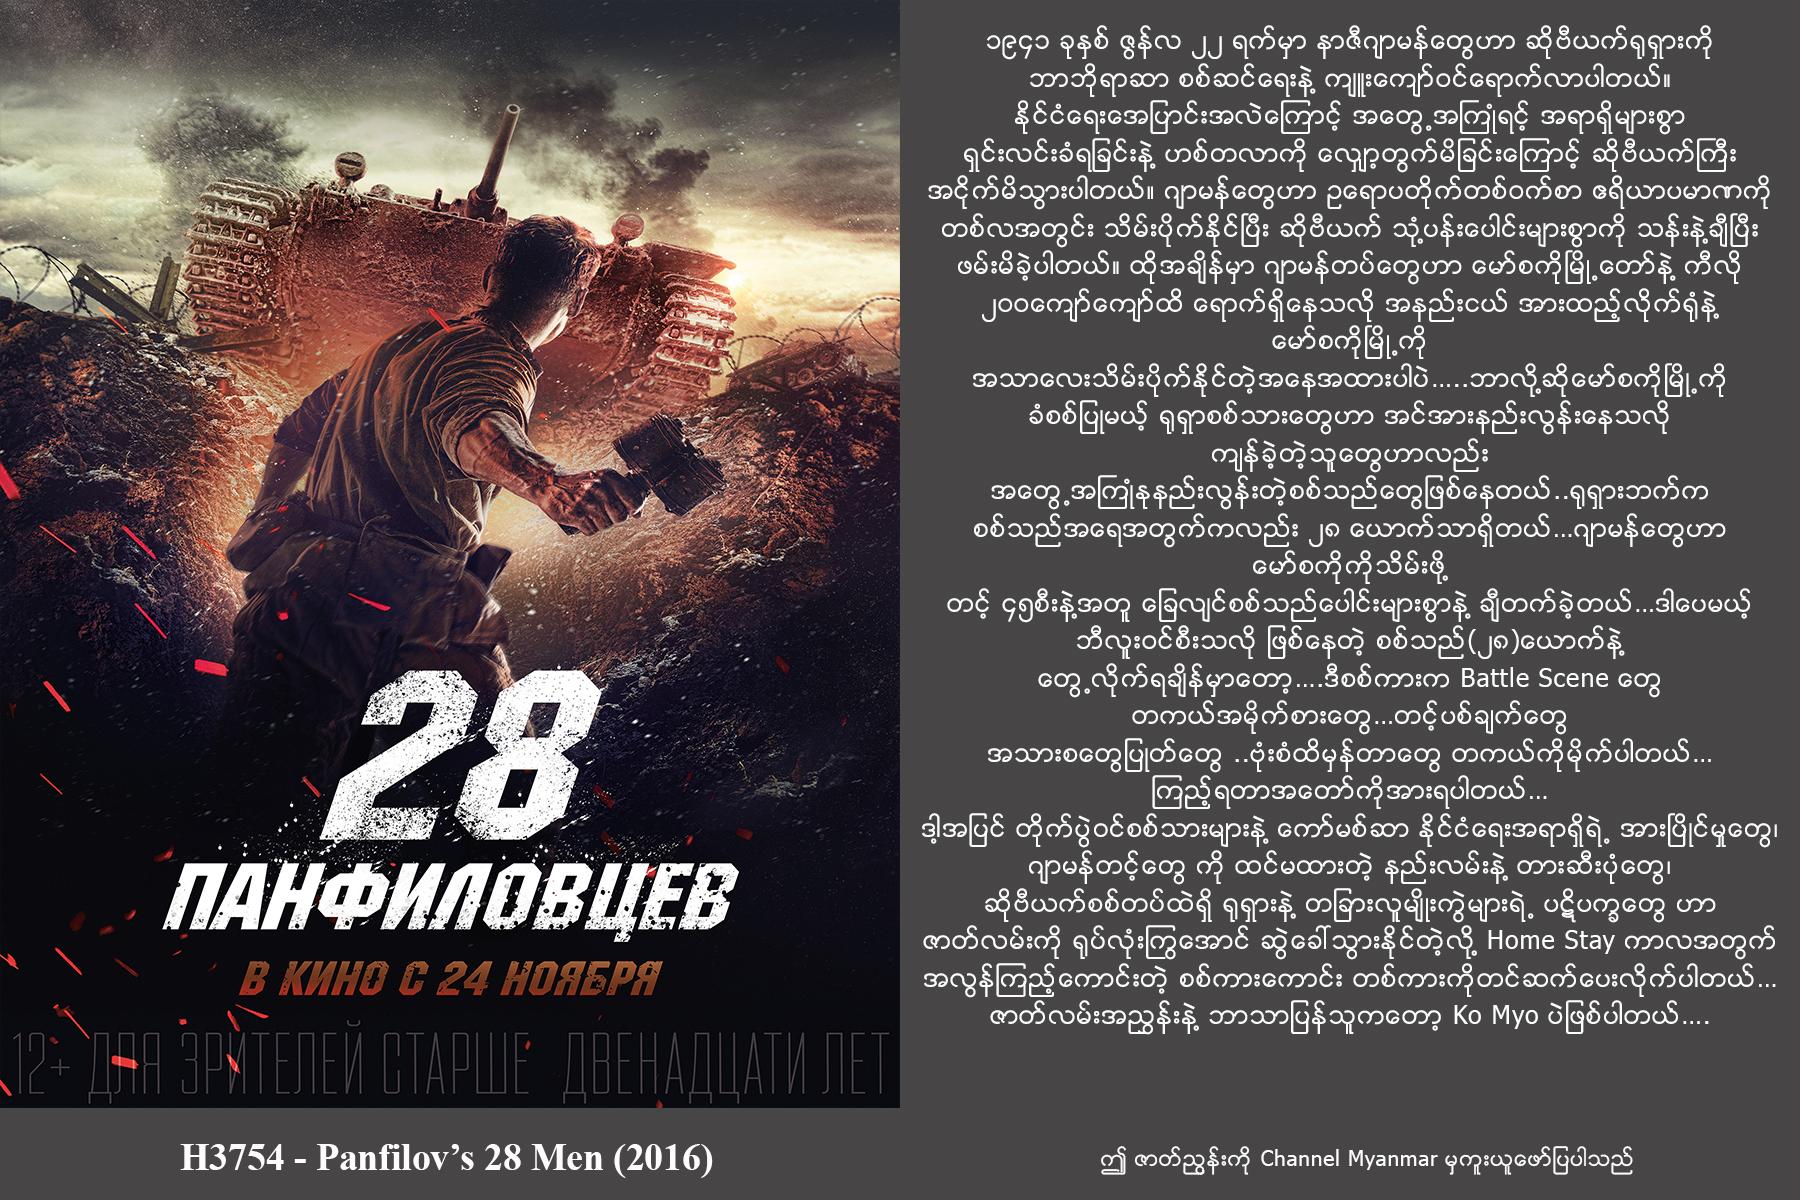 28
ПАНФИЛОВЦЕВ
В КИНО С 24 НОЯБРЯ
12+ ДЛЯ ЗРИТЕЛЕЙ СТАРШЕ ДВЕНАДЦАТИ ЛЕТ
H3754 - Panfilov’s 28 Men (2016)
၁၉၄၁ ခုနှစ် ဇွန်လ ၂၂ ရက်မှာ နာဇီဂျာမန်တွေဟာ ဆိုဗီယက်ရုရှားကို
ဘာဘိုရာဆာ စစ်ဆင်ရေးနဲ့ ကျူးကျော်ဝင်ရောက်လာပါတယ်။
နိုင်ငံရေးအပြောင်းအလဲကြောင့် အတွေ့အကြုံရင့် အရာရှိများစွာ
ရှင်းလင်းခံရခြင်းနဲ့ ဟစ်တလာကို လျှော့တွက်မိခြင်းကြောင့် ဆိုဗီယက်ကြီး
အငိုက်မိသွားပါတယ်။ ဂျာမန်တွေဟာ ဥရောပတိုက်တစ်ဝက်စာ ဧရိယာပမာဏကို
တစ်လအတွင်း သိမ်းပိုက်နိုင်ပြီး ဆိုဗီယက် သုံ့ပန်းပေါင်းများစွာကို သန်းနဲ့ချီပြီး
ဖမ်းမိခဲ့ပါတယ်။ ထိုအချိန်မှာ ဂျာမန်တပ်တွေဟာ မော်စကိုမြို့တော်နဲ့ ကီလို
၂၀၀ကျော်ကျော်ထိ ရောက်ရှိနေသလို အနည်းငယ် အားထည့်လိုက်ရုံနဲ့
မော်စကိုမြို့ကို
အသာလေးသိမ်းပိုက်နိုင်တဲ့အနေအထားပါပဲ…..ဘာလို့ဆိုမော်စကိုမြို့ကို
ခံစစ်ပြုမယ့် ရုရှာစစ်သားတွေဟာ အင်အားနည်းလွန်းနေသလို
ကျန်ခဲ့တဲ့သူတွေဟာလည်း
အတွေ့အကြုံနုနည်းလွန်းတဲ့စစ်သည်တွေဖြစ်နေတယ်..ရုရှားဘက်က
စစ်သည်အရေအတွက်ကလည်း ၂၈ ယောက်သာရှိတယ်…ဂျာမန်တွေဟာ
မော်စကိုကိုသိမ်းဖို့
တင့် ၄၅စီးနဲ့အတူ ခြေလျင်စစ်သည်ပေါင်းများစွာနဲ့ ချီတက်ခဲ့တယ်…ဒါပေမယ့်
ဘီလူးဝင်စီးသလို ဖြစ်နေတဲ့ စစ်သည်(၂၈)ယောက်နဲ့
တွေ့လိုက်ရချိန်မှာတော့….ဒီစစ်ကားက Battle Scene တွေ
တကယ်အမိုက်စားတွေ…တင့်ပစ်ချက်တွေ
အသားစတွေပြုတ်တွေ ..ဗုံးစံထိမှန်တာတွေ တကယ်ကိုမိုက်ပါတယ်…
ကြည့်ရတာအတော်ကိုအားရပါတယ်…
ဒါ့အပြင် တိုက်ပွဲဝင်စစ်သားများနဲ့ ကော်မစ်ဆာ နိုင်ငံရေးအရာရှိရဲ့ အားပြိုင်မှုတွေ၊
ဂျာမန်တင့်တွေ ကို ထင်မထားတဲ့ နည်းလမ်းနဲ့ တားဆီးပုံတွေ၊
ဆိုဗီယက်စစ်တပ်ထဲရှိ ရုရှားနဲ့ တခြားလူမျိုးကွဲများရဲ့ ပဋိပက္ခတွေ ဟာ
ဇာတ်လမ်းကို ရုပ်လုံးကြွအောင် ဆွဲခေါ်သွားနိုင်တဲ့လို့ Home Stay ကာလအတွက်
အလွန်ကြည့်ကောင်းတဲ့ စစ်ကားကောင်း တစ်ကားကိုတင်ဆက်ပေးလိုက်ပါတယ်…
ဇာတ်လမ်းအညွှန်းနဲ့ ဘာသာပြန်သူကတော့ Ko Myo ပဲဖြစ်ပါတယ်….
ဤ ဇာတ်ညွှန်းကို Channel Myanmar မှကူးယူဖော်ပြပါသည်